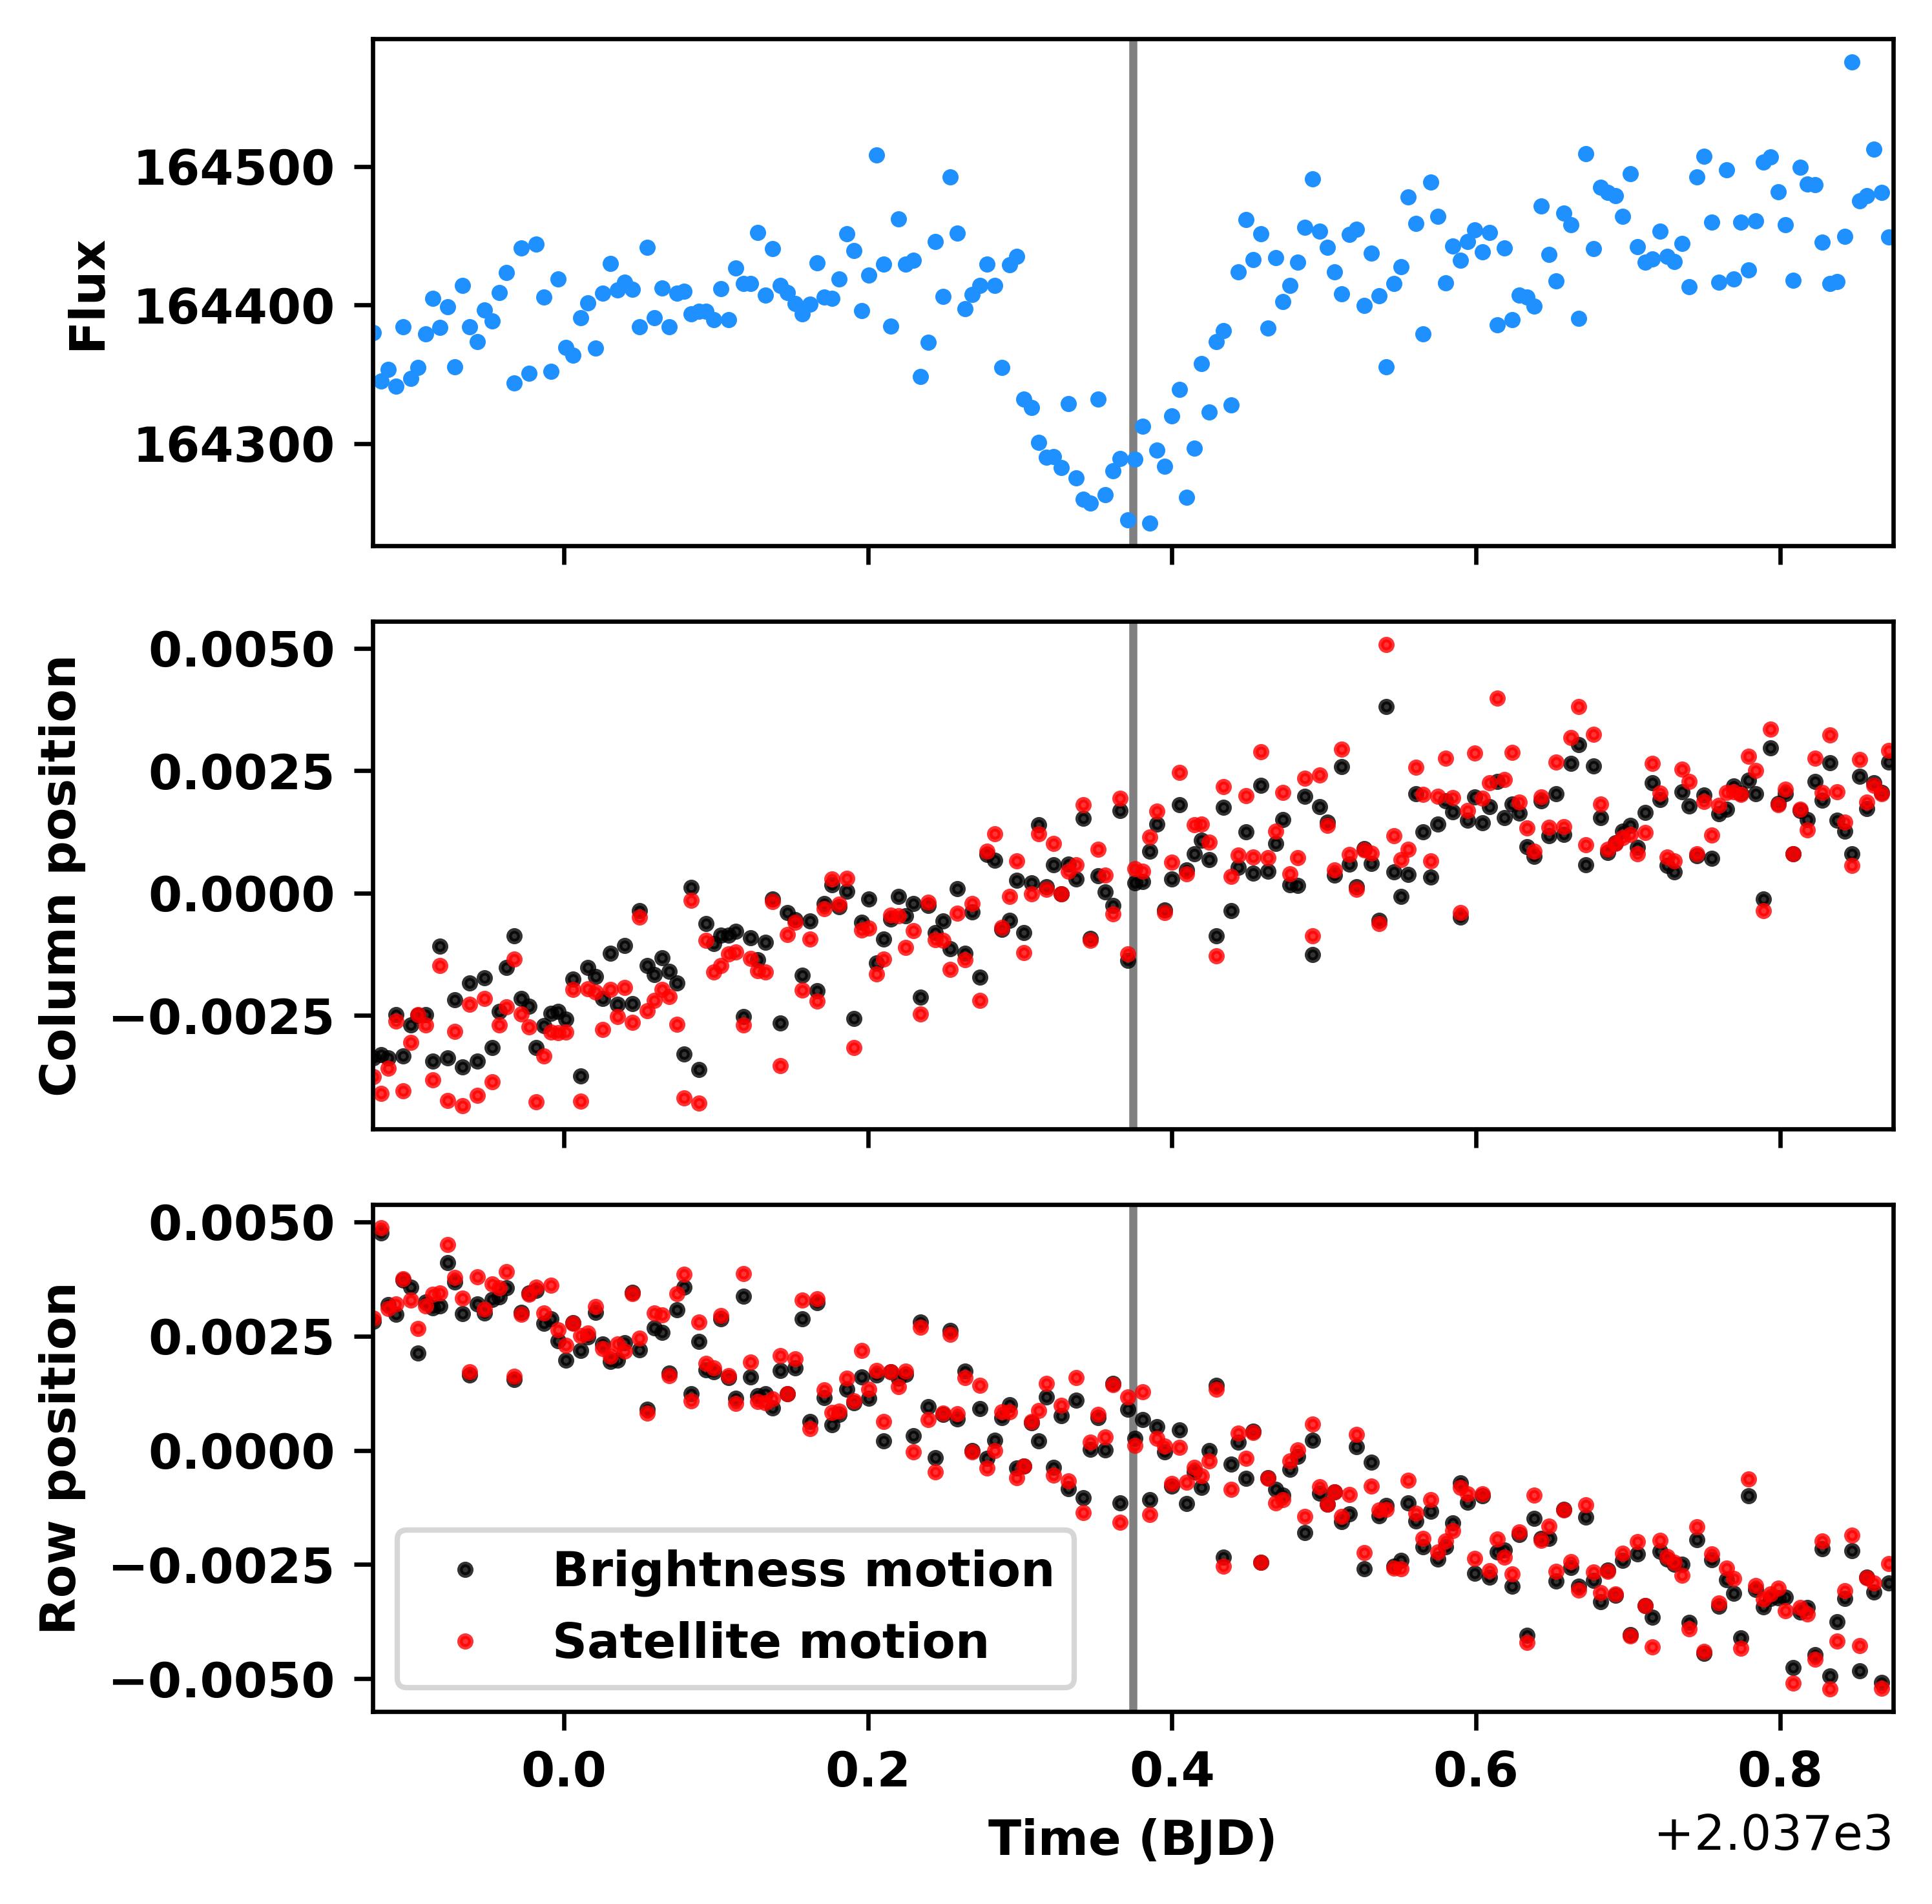 Flux
164500
164400
164300
Column position
0.0050
0.0025
0.0000
−0.0025
Row position
0.0050
0.0025
0.0000
−0.0025
−0.0050
Brightness motion
Satellite motion
0.0 0.2 0.4 0.6 0.8
Time (BJD)
+2.037e3